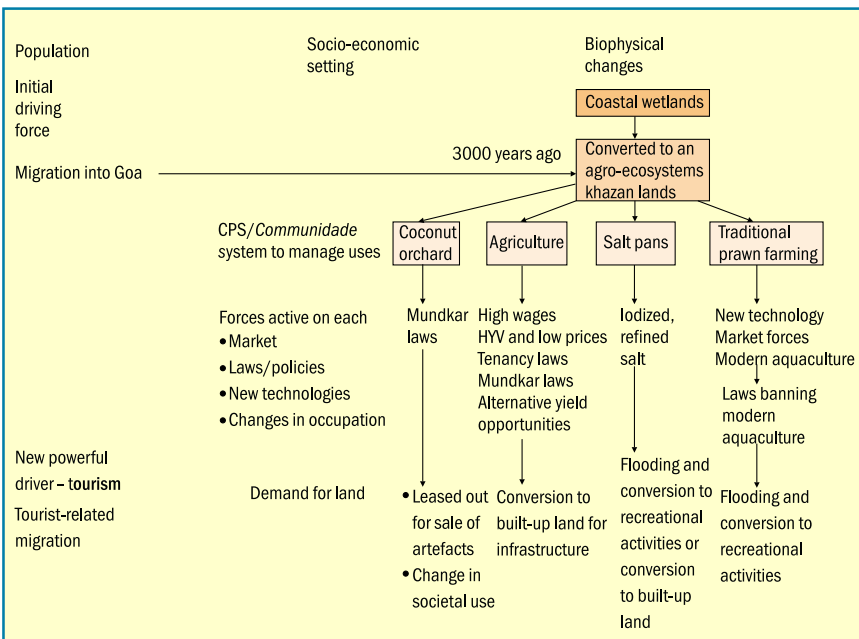 Population
Socio-economic
setting
Biophysical
changes
Initial
driving
force
Coastal wetlands
Migration into Goa
3000 years ago
Converted to an
agro-ecosystems
khazan lands
CPS/Communidade
system to manage uses
Coconut
orchard
Agriculture
Salt pans
Traditional
prawn farming
Forces active on each
• Market
• Laws/policies
• New technologies
• Changes in occupation
Mundkar
laws
High wages
HYV and low prices
Tenancy laws
Mundkar laws
Alternative yield
opportunities
Iodized,
refined
salt
New technology
Market forces
Modern aquaculture
Laws banning
modern
aquaculture
New powerful
driver – tourism
Tourist-related
migration
Demand for land
• Leased out
for sale of
artefacts
• Change in
societal use
Conversion to
built-up land for
infrastructure
Flooding and
conversion to
recreational
activities or
conversion
to built-up
land
Flooding and
conversion to
recreational
activities